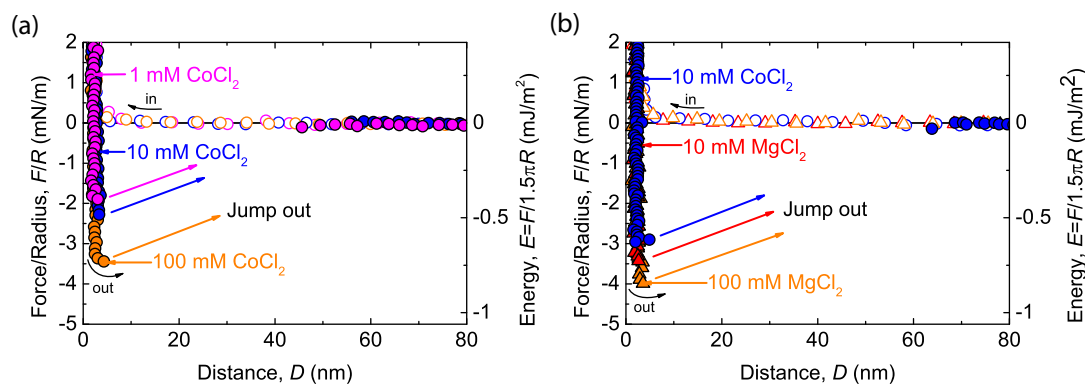 (a)
2
1
0
-1
-2
-3
-4
-5
Force/Radius, F/R (mN/m)
1 mM CoCl₂
in
10 mM CoCl₂
Jump out
100 mM CoCl₂
out
0
-0.5
-1
Energy, E=F/1.5πR (mJ/m²)
0 20 40 60 80
Distance, D (nm)
(b)
2
1
0
-1
-2
-3
-4
-5
Force/Radius, F/R (mN/m)
10 mM CoCl₂
in
10 mM MgCl₂
Jump out
100 mM MgCl₂
out
0
-0.5
-1
Energy, E=F/1.5πR (mJ/m²)
0 20 40 60 80
Distance, D (nm)